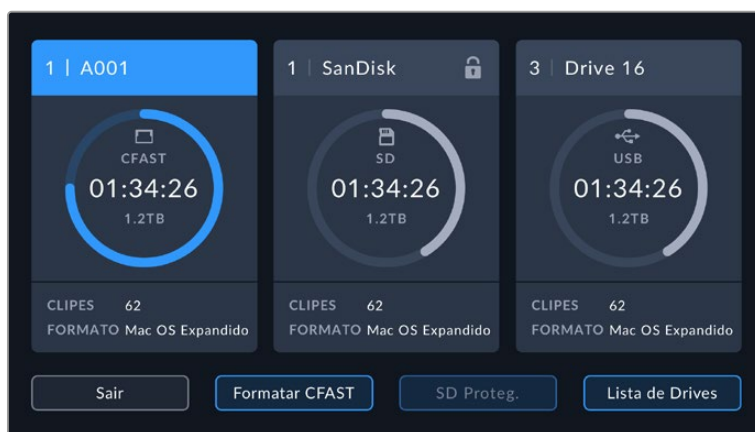 1 | A001
CFAST
01:34:26
1.2TB
CLIPES 62
FORMATO Mac OS Expandido
1 | SanDisk
SD
01:34:26
1.2TB
CLIPES 62
FORMATO Mac OS Expandido
3 | Drive 16
USB
01:34:26
1.2TB
CLIPES 62
FORMATO Mac OS Expandido
Sair
Formatar CFAST
SD Proteg.
Lista de Drives